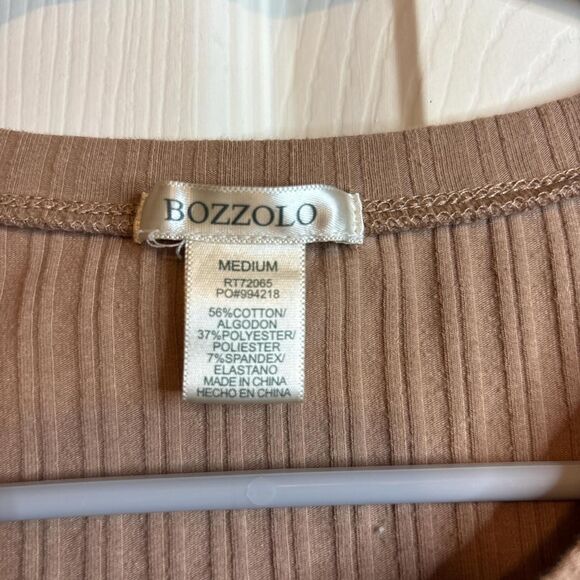 BOZZOLO
MEDIUM
RT72065
PO#994218
56%COTTON/
ALGODON
37%POLYESTER/
POLIESTER
7%SPANDEX/
ELASTANO
MADE IN CHINA
HECHO EN CHINA